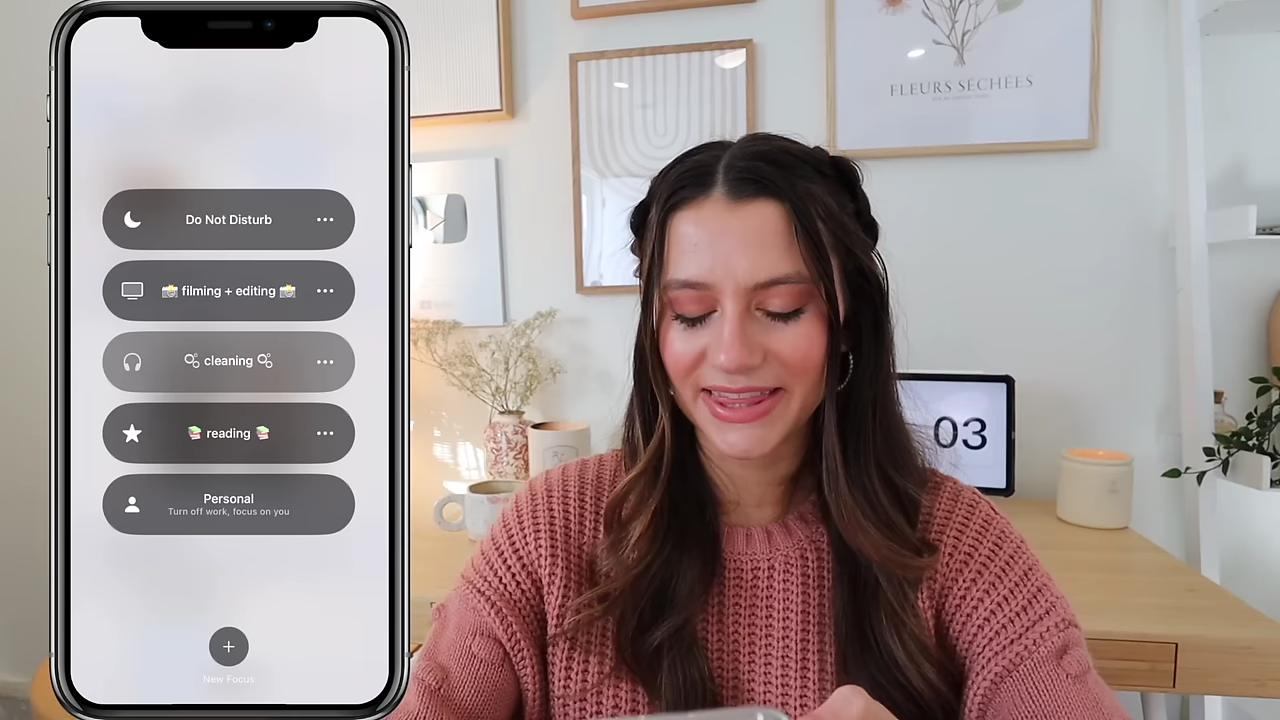 Do Not Disturb
📸 filming + editing 📸
🫧 cleaning 🫧
📚 reading 📚
Personal
Turn off work, focus on you
New Focus
FLEURS SÉCHÉES
03